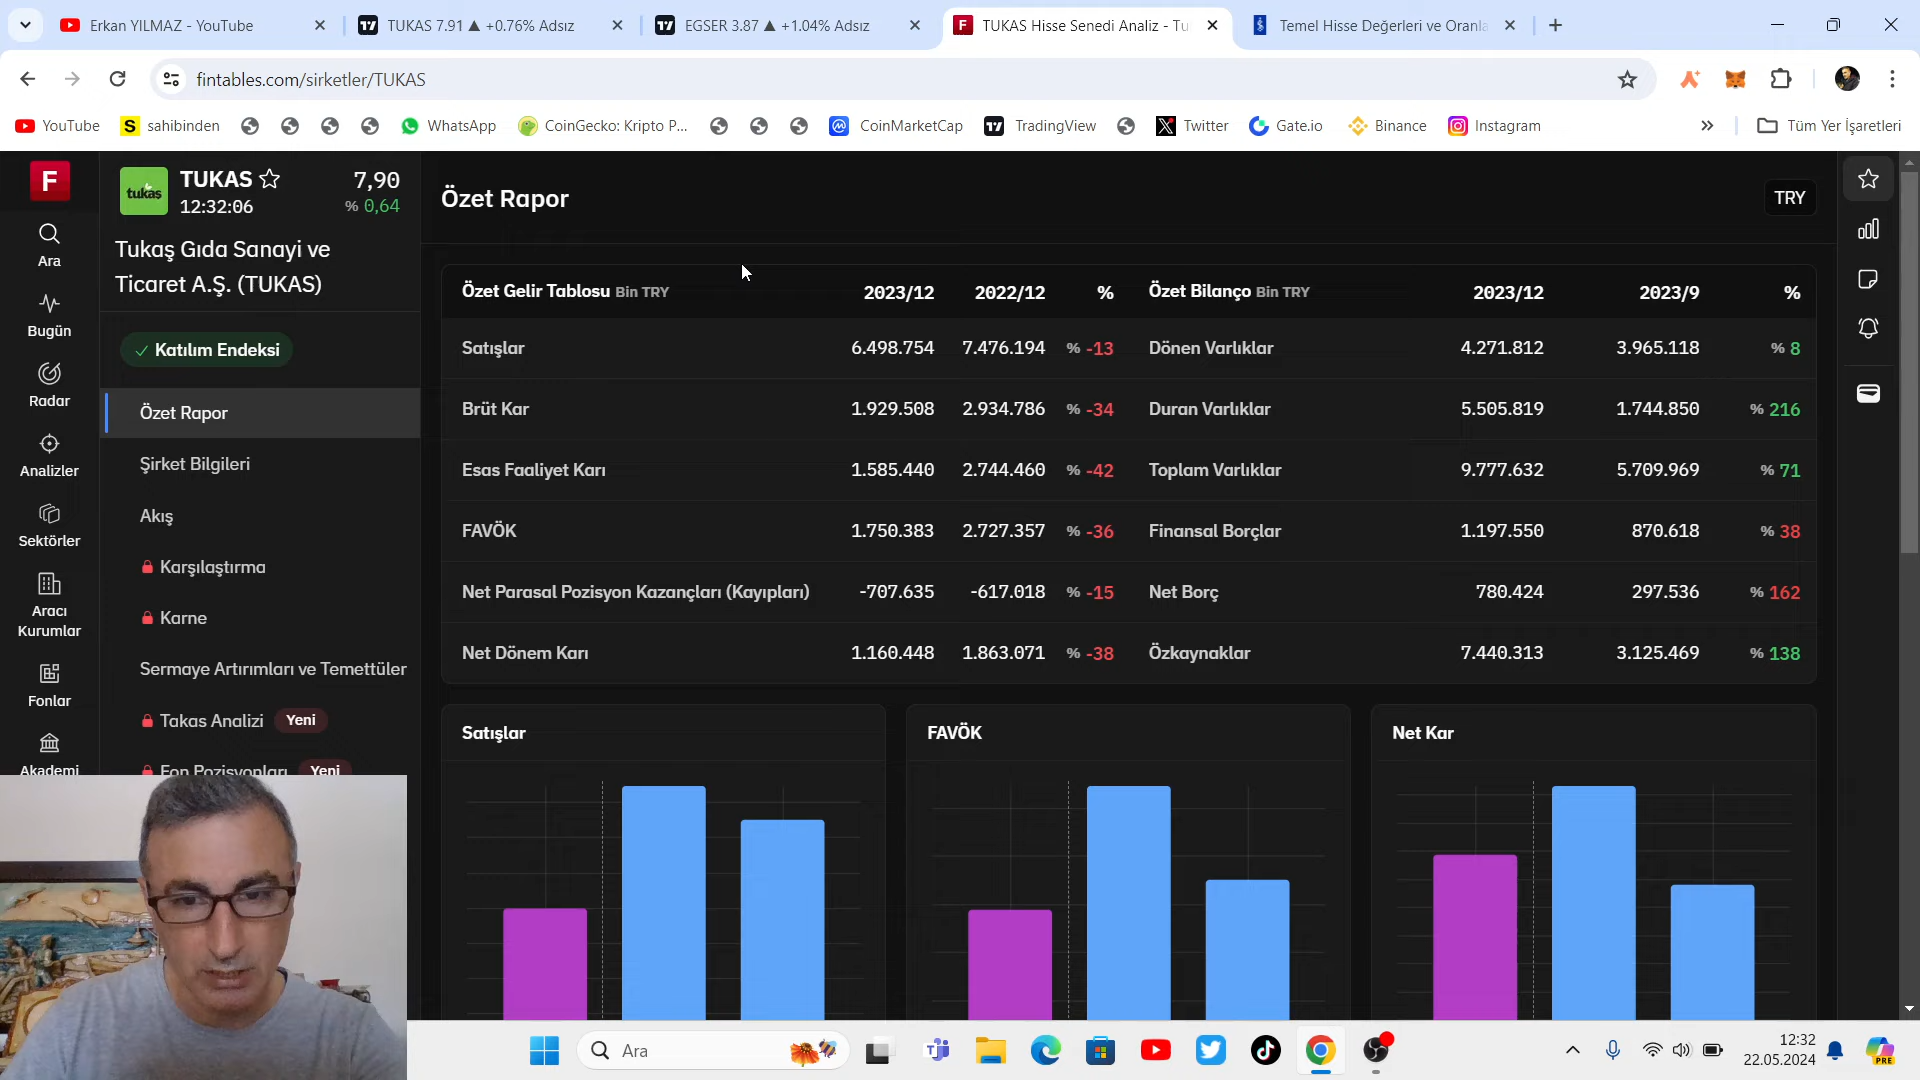 Erkan YILMAZ - YouTube
TUKAS 7.91 ▲ +0.76% Adsız
EGSER 3.87 ▲ +1.04% Adsız
TUKAS Hisse Senedi Analiz - Tu
Temel Hisse Değerleri ve Oranla
fintables.com/sirketler/TUKAS
YouTube
sahibinden
WhatsApp
CoinGecko: Kripto P...
CoinMarketCap
TradingView
Twitter
Gate.io
Binance
Instagram
Tüm Yer İşaretleri
F
Ara
Bugün
Radar
Analizler
Sektörler
Aracı
Kurumlar
Fonlar
Akademi
tukaş
TUKAS
7,90
12:32:06
% 0,64
Tukaş Gıda Sanayi ve
Ticaret A.Ş. (TUKAS)
Katılım Endeksi
Özet Rapor
Şirket Bilgileri
Akış
Karşılaştırma
Karne
Sermaye Artırımları ve Temettüler
Takas Analizi Yeni
Fon Pozisyonları Yeni
Özet Rapor
TRY
Özet Gelir Tablosu Bin TRY 2023/12 2022/12 %
Satışlar 6.498.754 7.476.194 % -13
Brüt Kar 1.929.508 2.934.786 % -34
Esas Faaliyet Karı 1.585.440 2.744.460 % -42
FAVÖK 1.750.383 2.727.357 % -36
Net Parasal Pozisyon Kazançları (Kayıpları) -707.635 -617.018 % -15
Net Dönem Karı 1.160.448 1.863.071 % -38
Özet Bilanço Bin TRY 2023/12 2023/9 %
Dönen Varlıklar 4.271.812 3.965.118 % 8
Duran Varlıklar 5.505.819 1.744.850 % 216
Toplam Varlıklar 9.777.632 5.709.969 % 71
Finansal Borçlar 1.197.550 870.618 % 38
Net Borç 780.424 297.536 % 162
Özkaynaklar 7.440.313 3.125.469 % 138
Satışlar
FAVÖK
Net Kar
Ara
12:32
22.05.2024
PRE